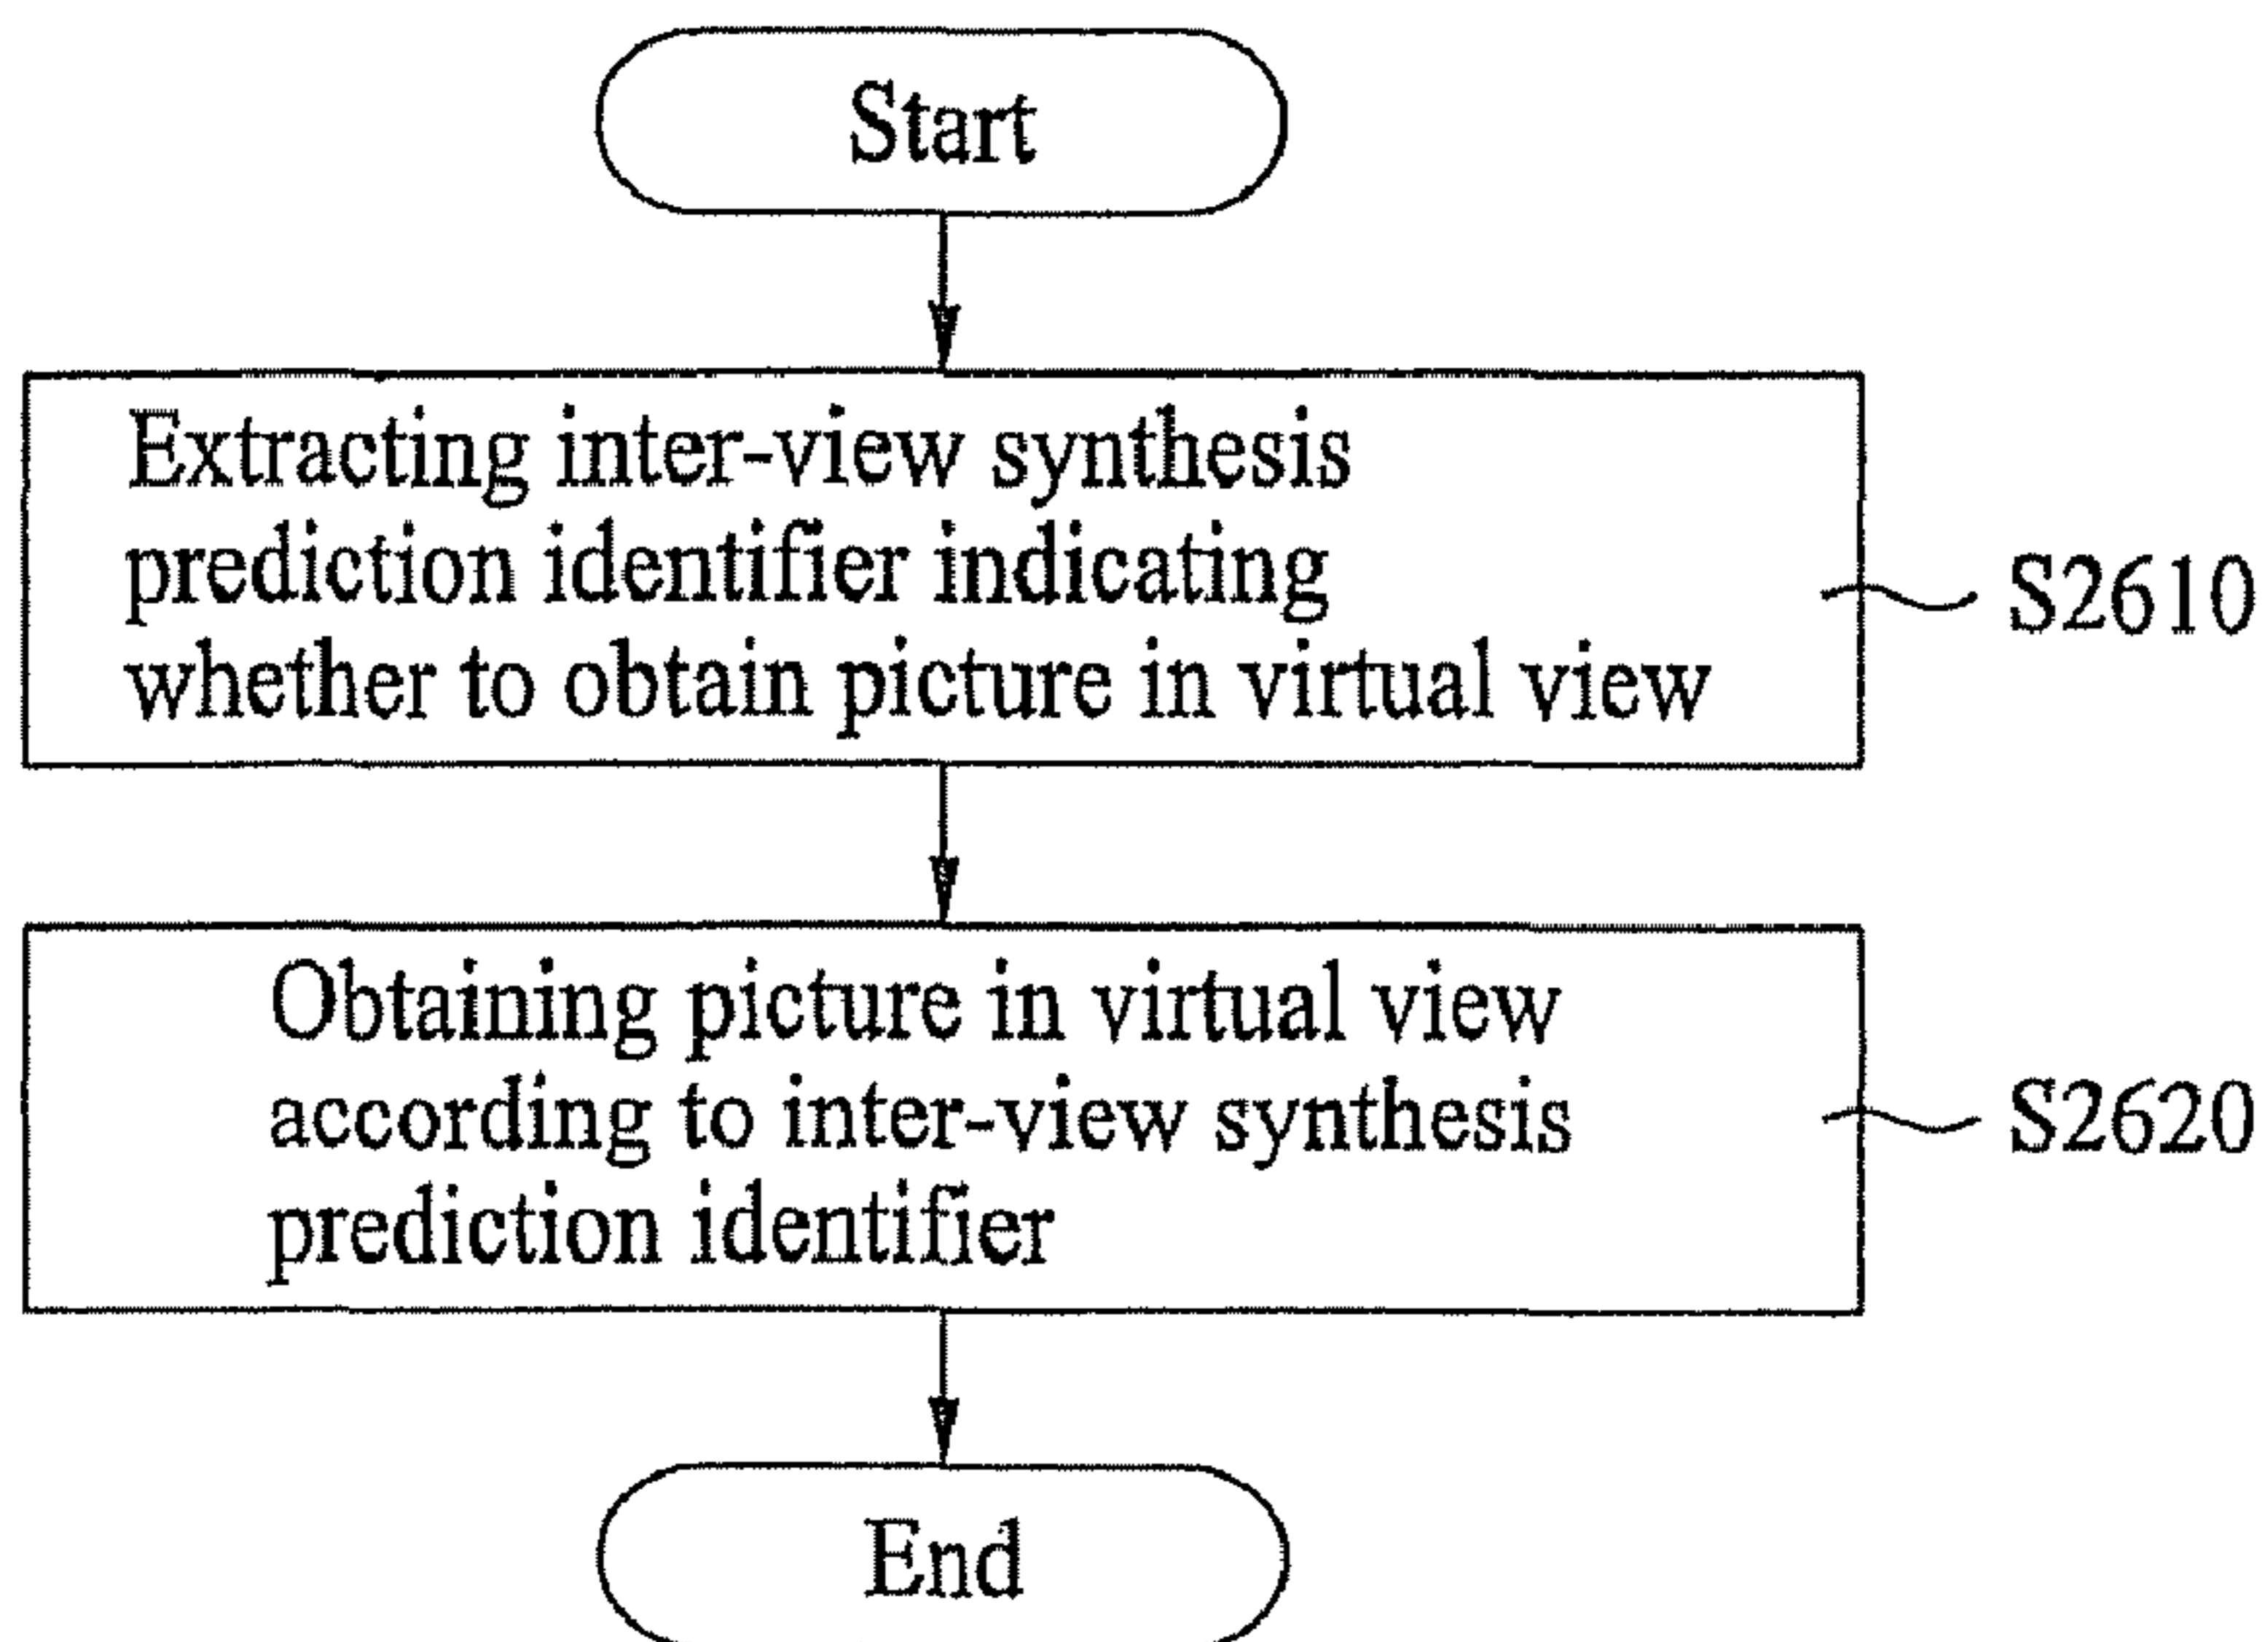 Start
Extracting inter-view synthesis
prediction identifier indicating
whether to obtain picture in virtual view
S2610
Obtaining picture in virtual view
according to inter-view synthesis
prediction identifier
S2620
End